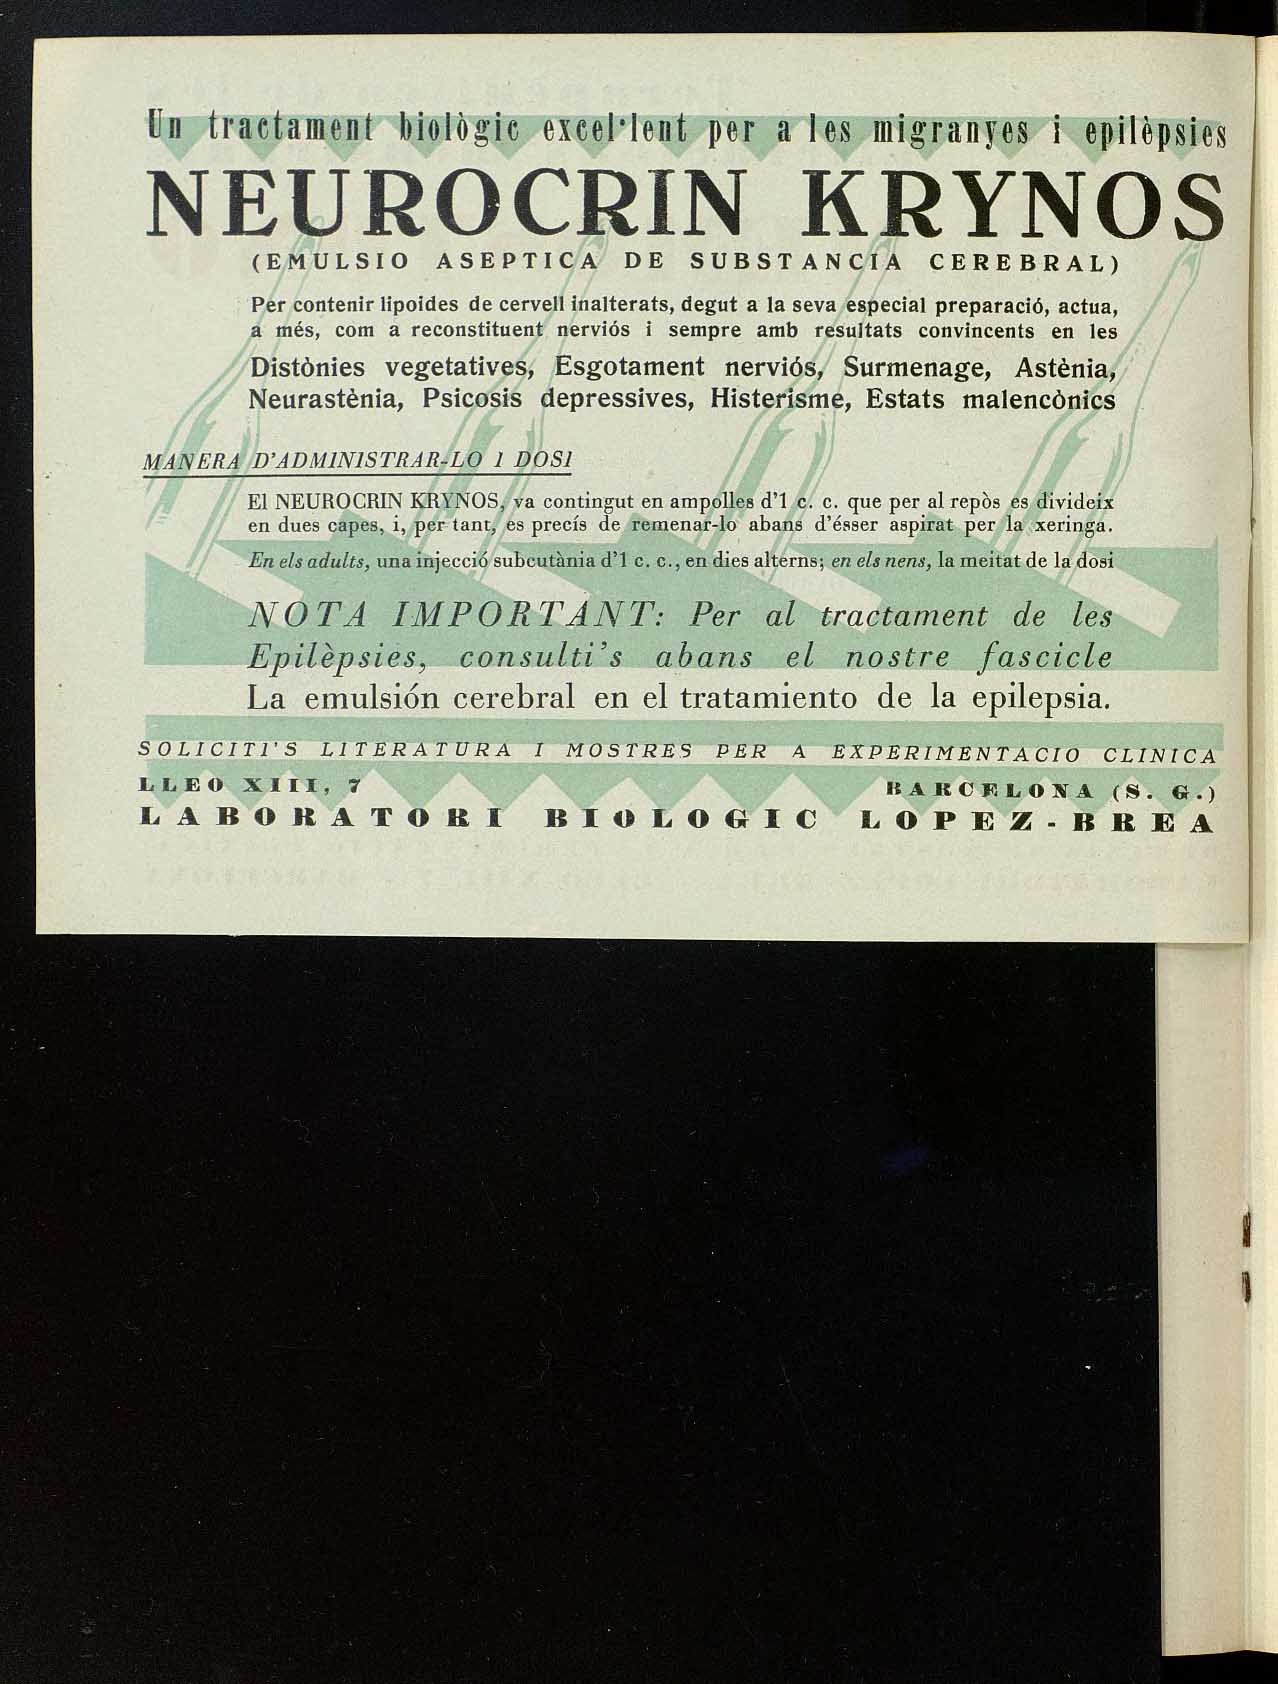 Un tractament biològic excel·lent per a les migranyes i epilèpsies
NEUROCRIN KRYNOS
(EMULSIO ASEPTICA DE SUBSTANCIA CEREBRAL)
Per contenir lipoides de cervell inalterats, degut a la seva especial preparació, actua,
a més, com a reconstituent nerviós i sempre amb resultats convincents en les
Distònies vegetatives, Esgotament nerviós, Surmenage, Astènia,
Neurastènia, Psicosis depressives, Histerisme, Estats malencònics
MANERA D'ADMINISTRAR-LO I DOSI
El NEUROCRIN KRYNOS, va contingut en ampolles d'1 c. c. que per al repòs es divideix
en dues capes, i, per tant, es precís de remenar-lo abans d'ésser aspirat per la xeringa.
En els adults, una injecció subcutània d'1 c. c., en dies alterns; en els nens, la meitat de la dosi
NOTA IMPORTANT: Per al tractament de les
Epilèpsies, consulti's abans el nostre fascicle
La emulsión cerebral en el tratamiento de la epilepsia.
SOLICITI'S LITERATURA I MOSTRES PER A EXPERIMENTACIO CLINICA
LLEO XIII, 7 BARCELONA (S. G.)
LABORATORI BIOLOGIC LOPEZ-BREA